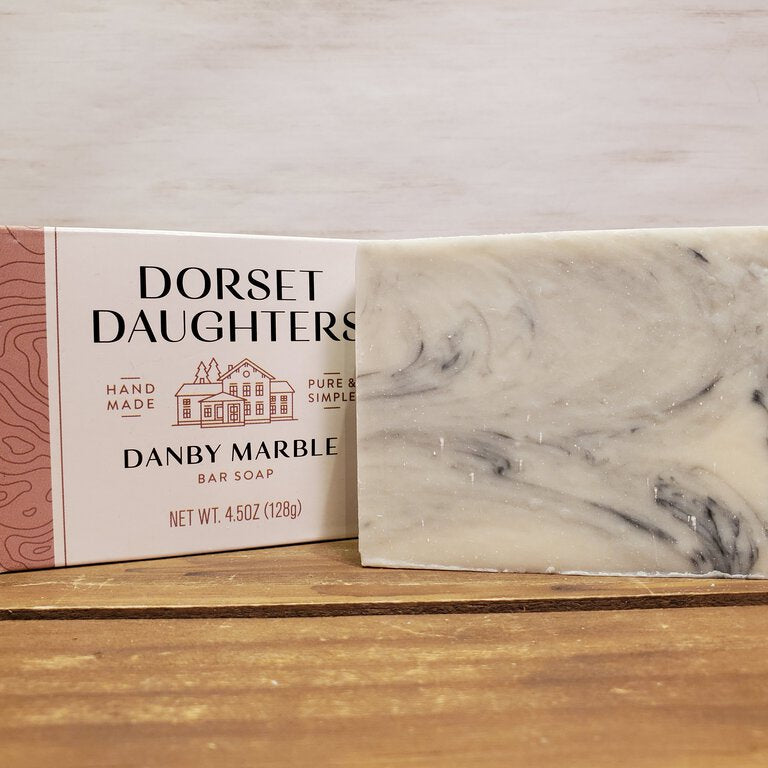 DORSET
DAUGHTERS
HAND
MADE
PURE &
SIMPLE
DANBY MARBLE
BAR SOAP
NET WT. 4.5OZ (128g)